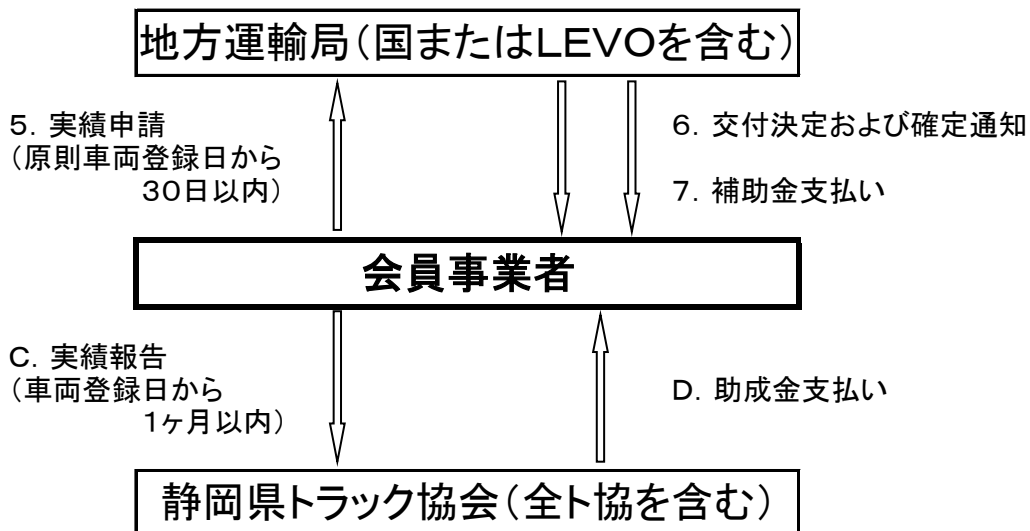 地方運輸局（国またはLEVOを含む）
5．実績申請
（原則車両登録日から
30日以内）
6．交付決定および確定通知
7．補助金支払い
会員事業者
C．実績報告
（車両登録日から
1ヶ月以内）
D．助成金支払い
静岡県トラック協会（全ト協を含む）